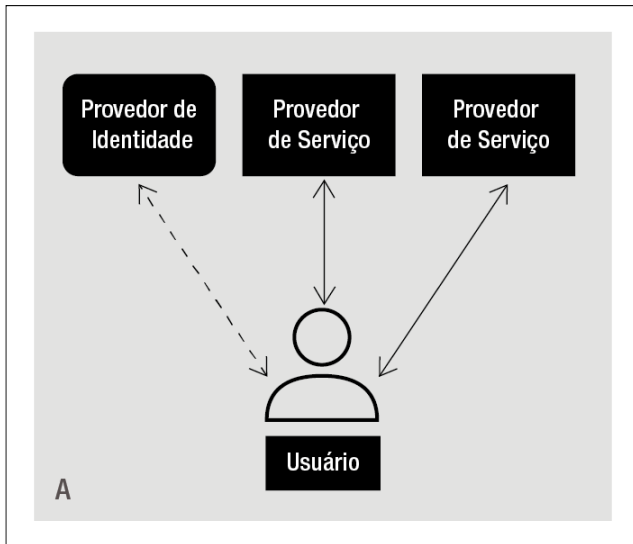 Provedor de
Identidade
Provedor
de Serviço
Provedor
de Serviço
Usuário
A